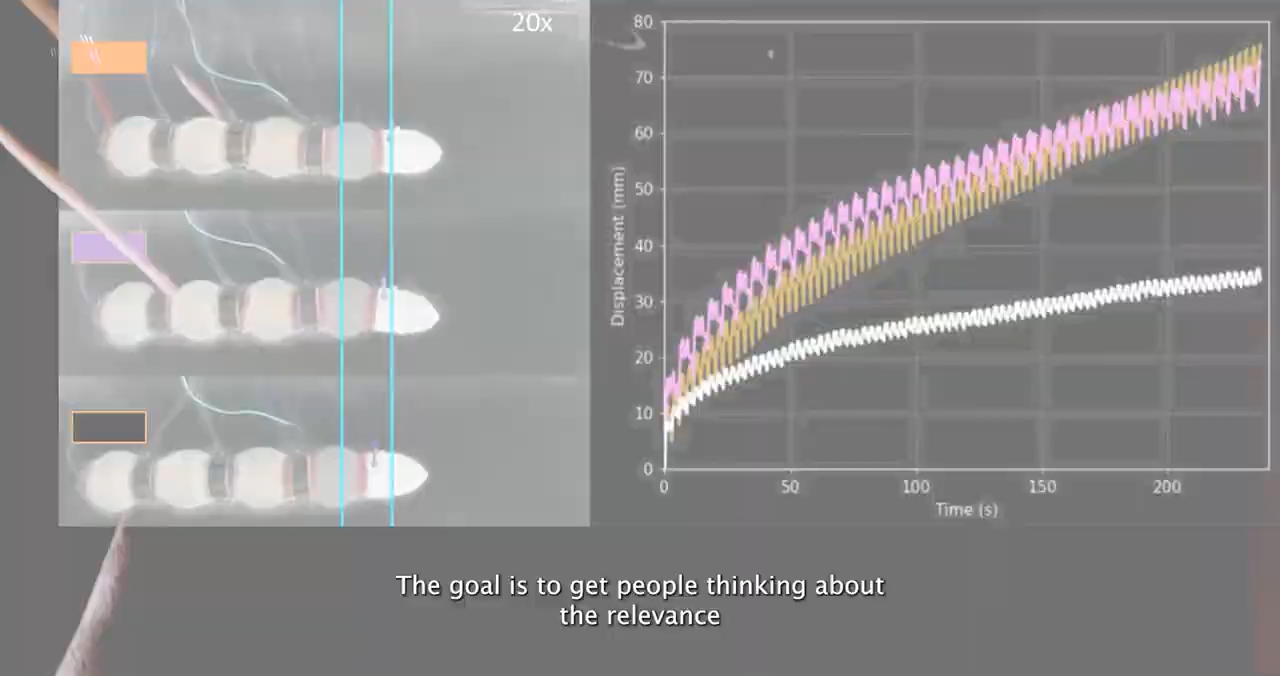 20x
80
70
60
50
40
30
20
10
0
Displacement (mm)
0 50 100 150 200
Time (s)
The goal is to get people thinking about
the relevance